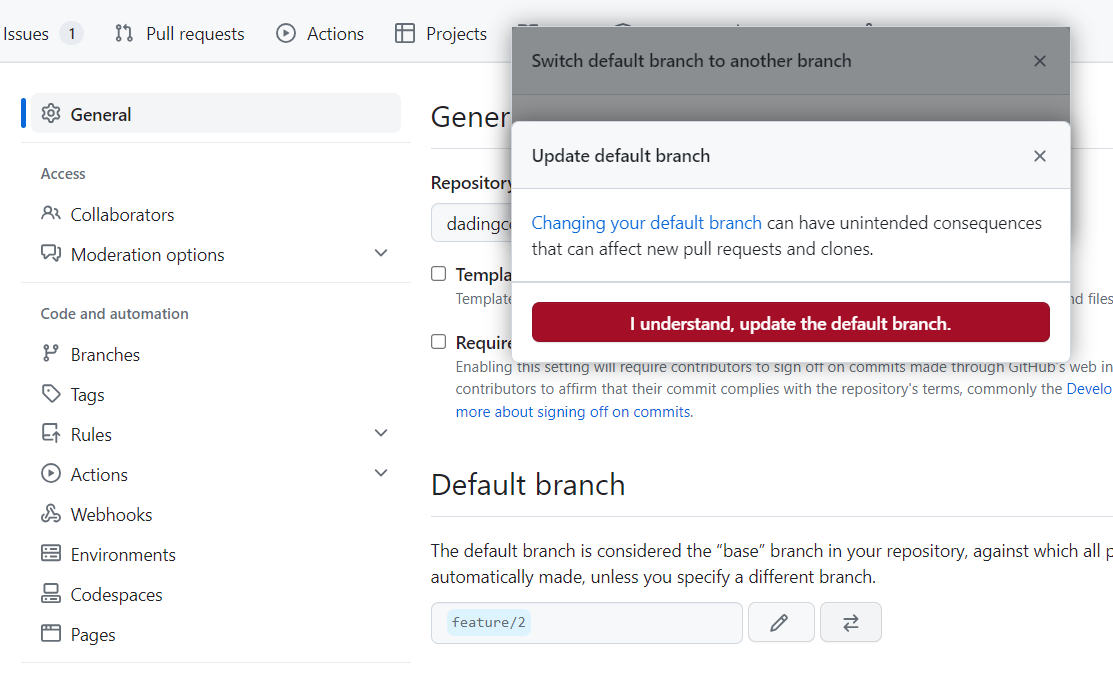 Issues 1 Pull requests Actions Projects
Switch default branch to another branch
General
Access
Collaborators
Moderation options
Code and automation
Branches
Tags
Rules
Actions
Webhooks
Environments
Codespaces
Pages
Gener
Repository
dadingc
Templa
Template
nd files
Require
Update default branch
Changing your default branch can have unintended consequences
that can affect new pull requests and clones.
I understand, update the default branch.
Enabling this setting will require contributors to sign off on commits made through GitHub's web in
contributors to affirm that their commit complies with the repository's terms, commonly the Develo
more about signing off on commits.
Default branch
The default branch is considered the “base” branch in your repository, against which all p
automatically made, unless you specify a different branch.
feature/2